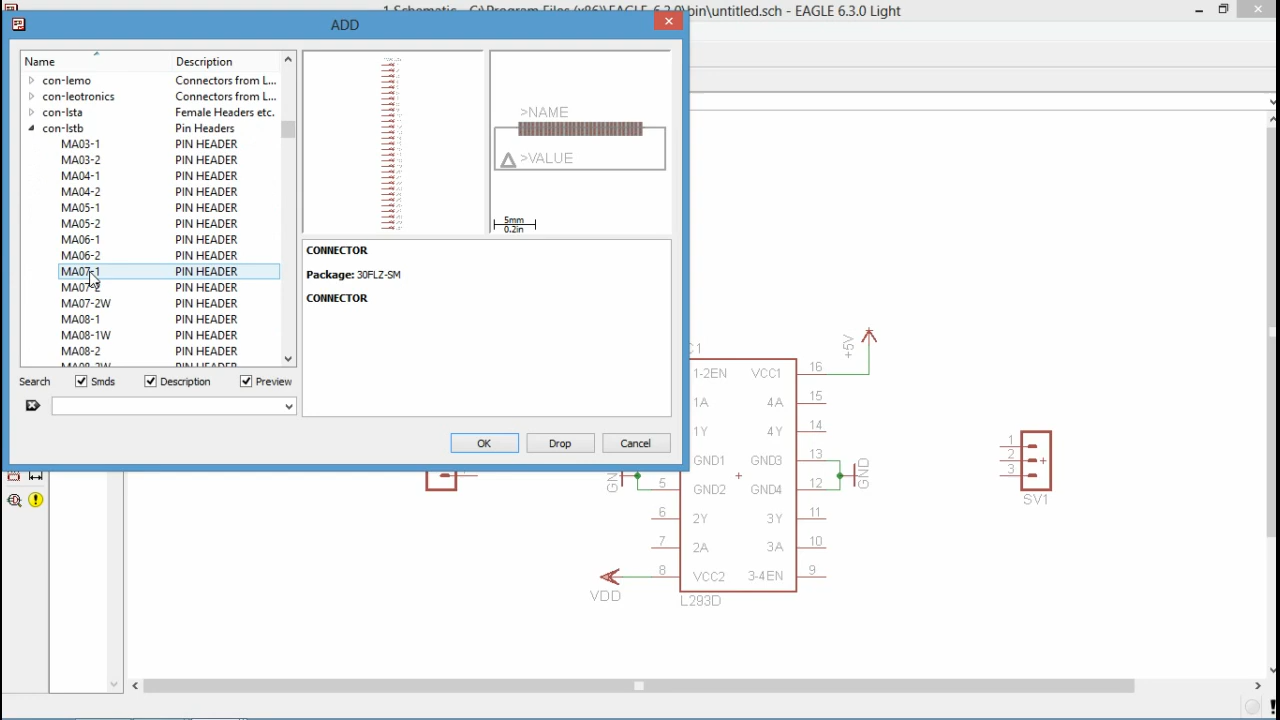 1 Schematic - C:\Program Files (x86)\EAGLE-6.3.0\bin\untitled.sch - EAGLE 6.3.0 Light
ADD
Name Description
con-lemo Connectors from L...
con-leotronics Connectors from L...
con-lsta Female Headers etc.
con-lstb Pin Headers
MA03-1 PIN HEADER
MA03-2 PIN HEADER
MA04-1 PIN HEADER
MA04-2 PIN HEADER
MA05-1 PIN HEADER
MA05-2 PIN HEADER
MA06-1 PIN HEADER
MA06-2 PIN HEADER
MA07-1 PIN HEADER
MA07-2 PIN HEADER
MA07-2W PIN HEADER
MA08-1 PIN HEADER
MA08-1W PIN HEADER
MA08-2 PIN HEADER
MA08-2W PIN HEADER
Search Smds Description Preview
>NAME
>VALUE
5mm
0.2in
CONNECTOR
Package: 30FLZ-SM
CONNECTOR
OK Drop Cancel
+5V
1-2EN VCC1 16
1A 4A 15
1Y 4Y 14
GND1 GND3 13
GND
5 GND2 GND4 12
6 2Y 3Y 11
7 2A 3A 10
8 VCC2 3-4EN 9
VDD
L293D
1
2
3
SV1